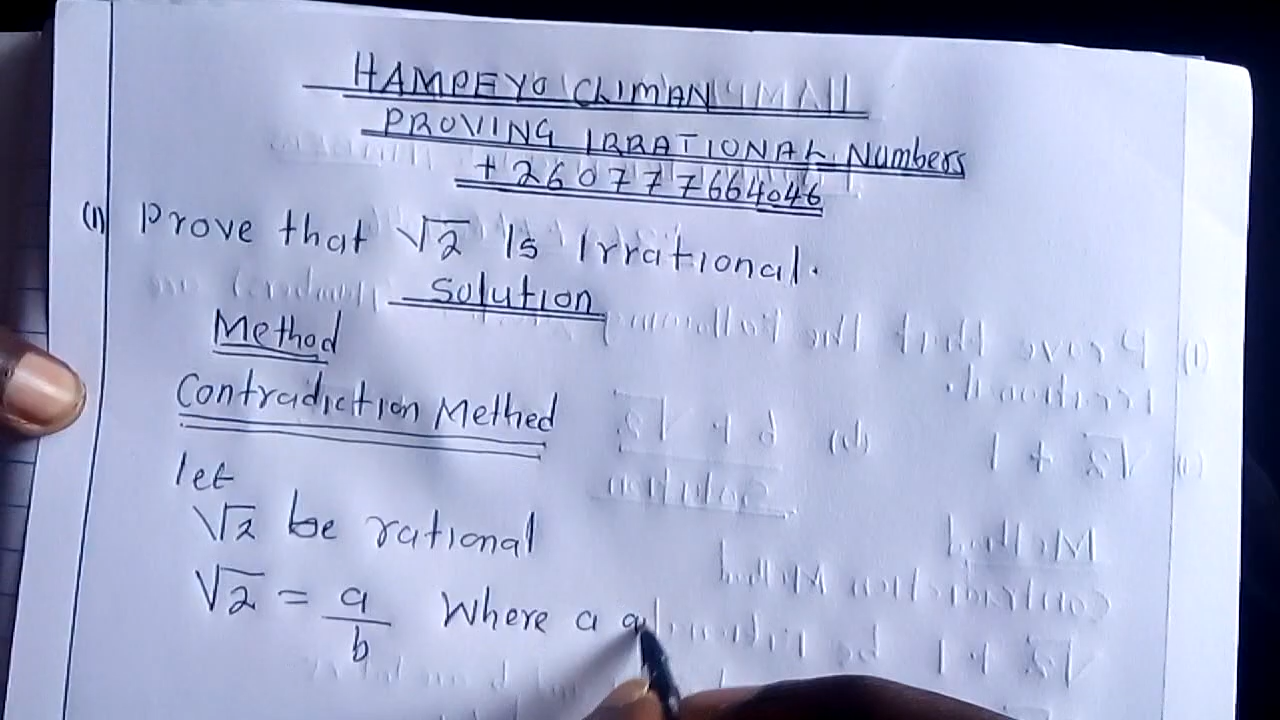 HAMPEYO CLIMAN
PROVING IRRATIONAL Numbers
+260777664046
(1) Prove that √2 Is Irrational.
Solution
Method
Contradiction Method
let
√2 be rational
√2 = a/b Where a a